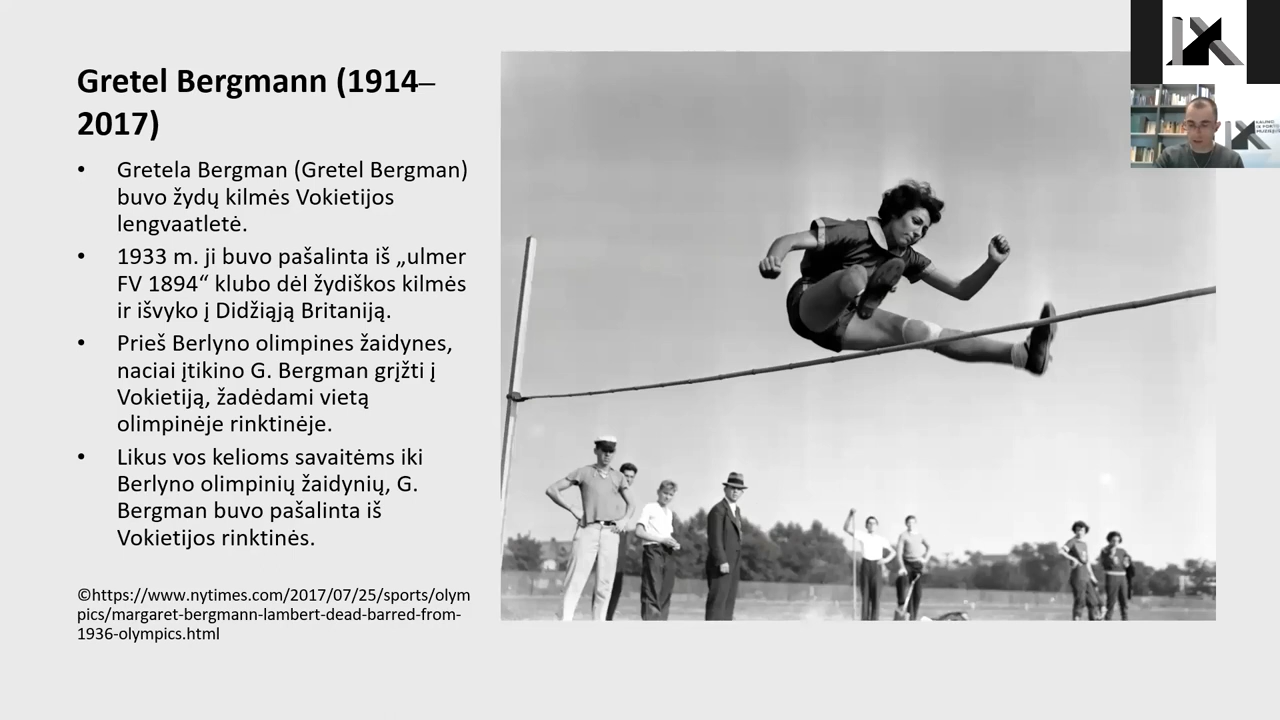 Gretel Bergmann (1914–
2017)
• Gretela Bergman (Gretel Bergman)
buvo žydų kilmės Vokietijos
lengvaatletė.
• 1933 m. ji buvo pašalinta iš „ulmer
FV 1894“ klubo dėl žydiškos kilmės
ir išvyko į Didžiąją Britaniją.
• Prieš Berlyno olimpines žaidynes,
naciai įtikino G. Bergman grįžti į
Vokietiją, žadėdami vietą
olimpinėje rinktinėje.
• Likus vos kelioms savaitėms iki
Berlyno olimpinių žaidynių, G.
Bergman buvo pašalinta iš
Vokietijos rinktinės.
©https://www.nytimes.com/2017/07/25/sports/olym
pics/margaret-bergmann-lambert-dead-barred-from-
1936-olympics.html